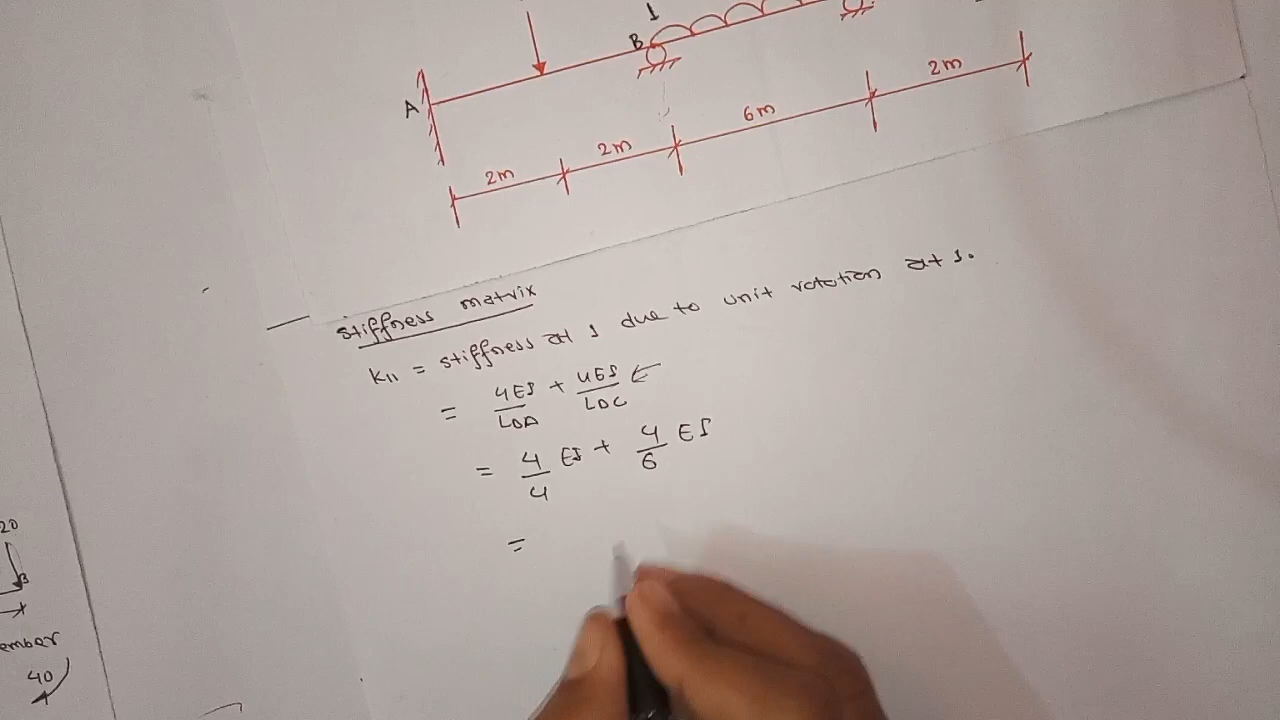 1
B
A
2m
2m
6m
2m
stiffness matrix
K11 = stiffness at 1 due to unit rotation at 1.
= 4EI/LBA + 4EI/LBC
= 4/4 EI + 4/6 EI
=
20
B
ember
40